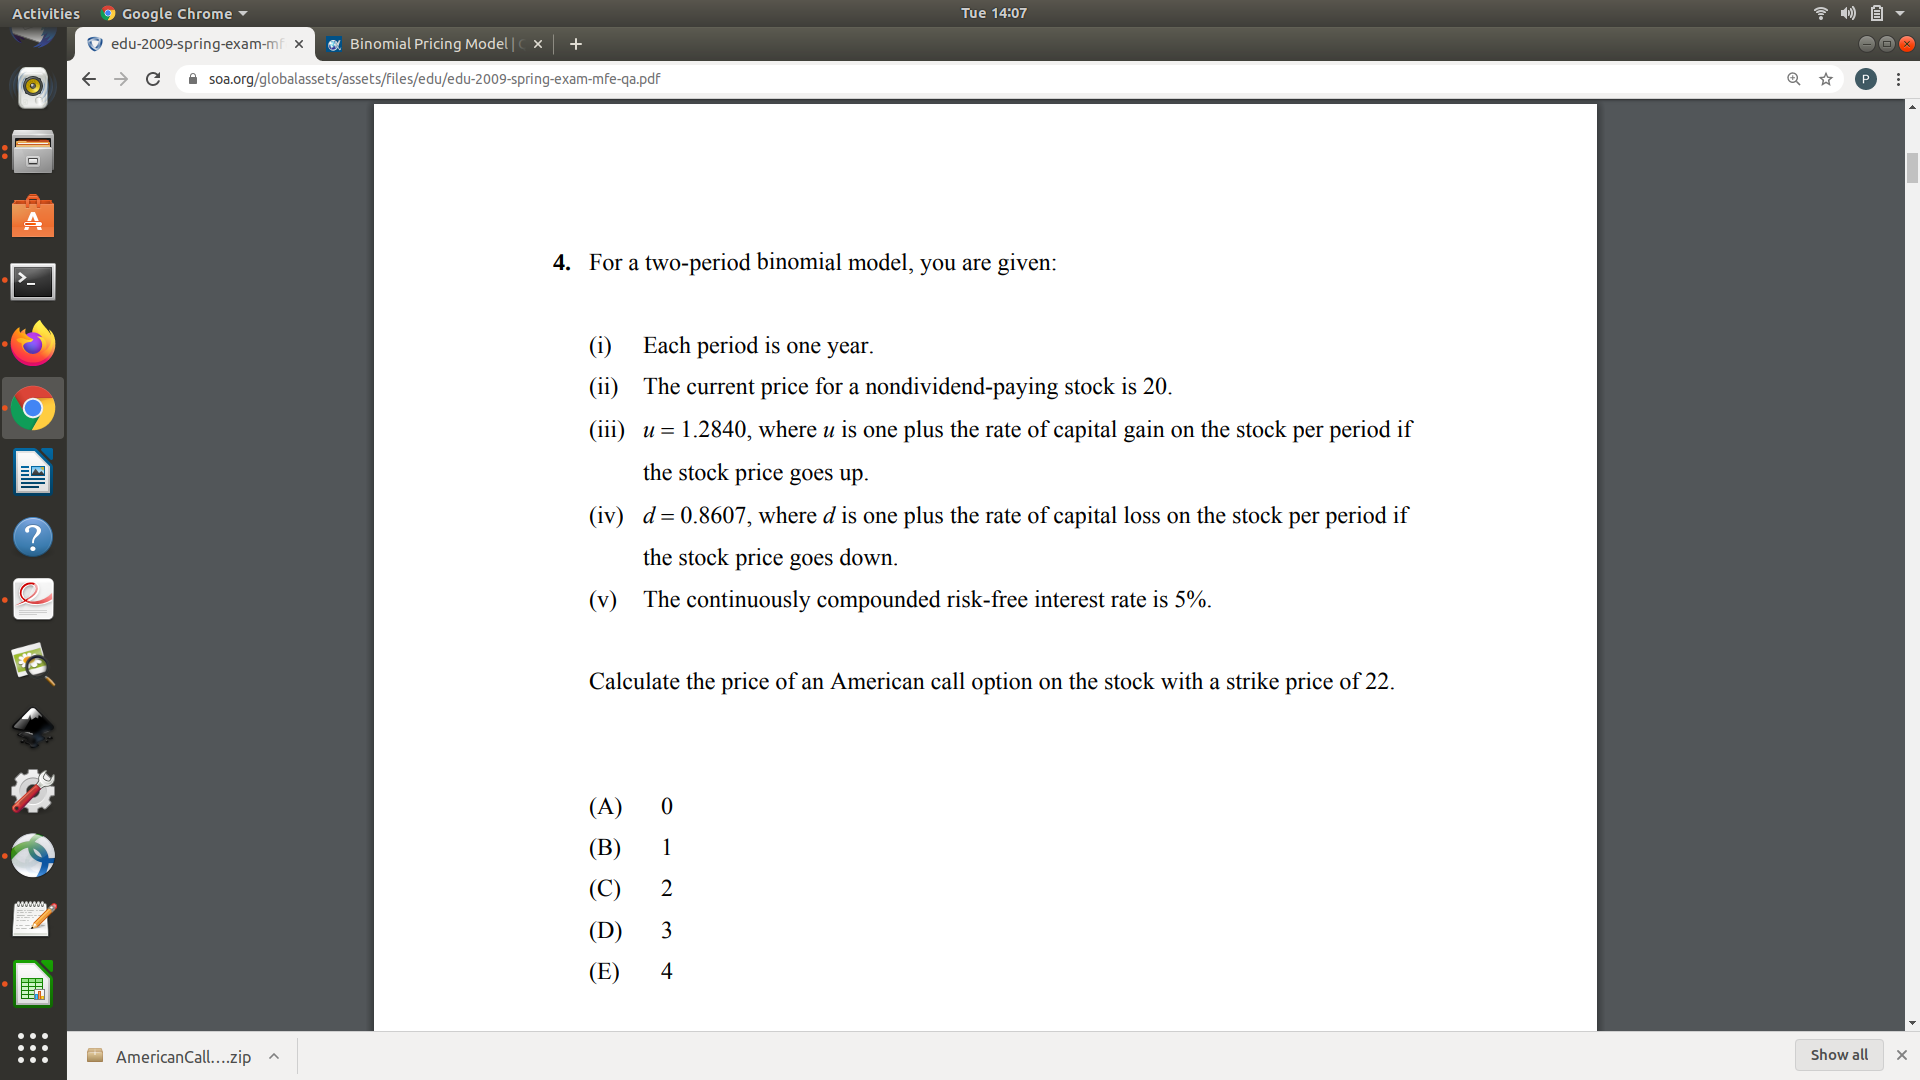 Activities Google Chrome Tue 14:07
edu-2009-spring-exam-mf Binomial Pricing Model |
soa.org/globalassets/assets/files/edu/edu-2009-spring-exam-mfe-qa.pdf P
4. For a two-period binomial model, you are given:
(i) Each period is one year.
(ii) The current price for a nondividend-paying stock is 20.
(iii) u = 1.2840, where u is one plus the rate of capital gain on the stock per period if
the stock price goes up.
(iv) d = 0.8607, where d is one plus the rate of capital loss on the stock per period if
the stock price goes down.
(v) The continuously compounded risk-free interest rate is 5%.
Calculate the price of an American call option on the stock with a strike price of 22.
(A) 0
(B) 1
(C) 2
(D) 3
(E) 4
AmericanCall....zip Show all